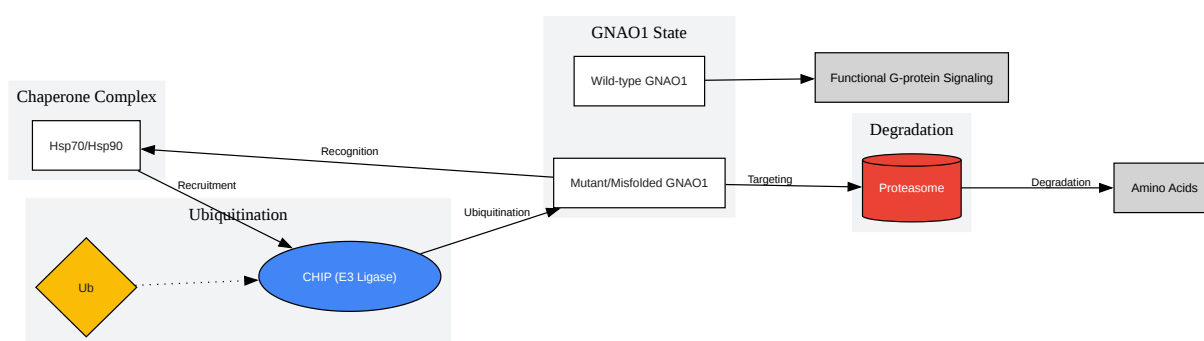 GNAO1 State
Wild-type GNAO1
Functional G-protein Signaling
Chaperone Complex
Hsp70/Hsp90
Recognition
Degradation
Mutant/Misfolded GNAO1
Targeting
Proteasome
Degradation
Amino Acids
Recruitment
Ubiquitination
Ubiquitination
CHIP (E3 Ligase)
Ub